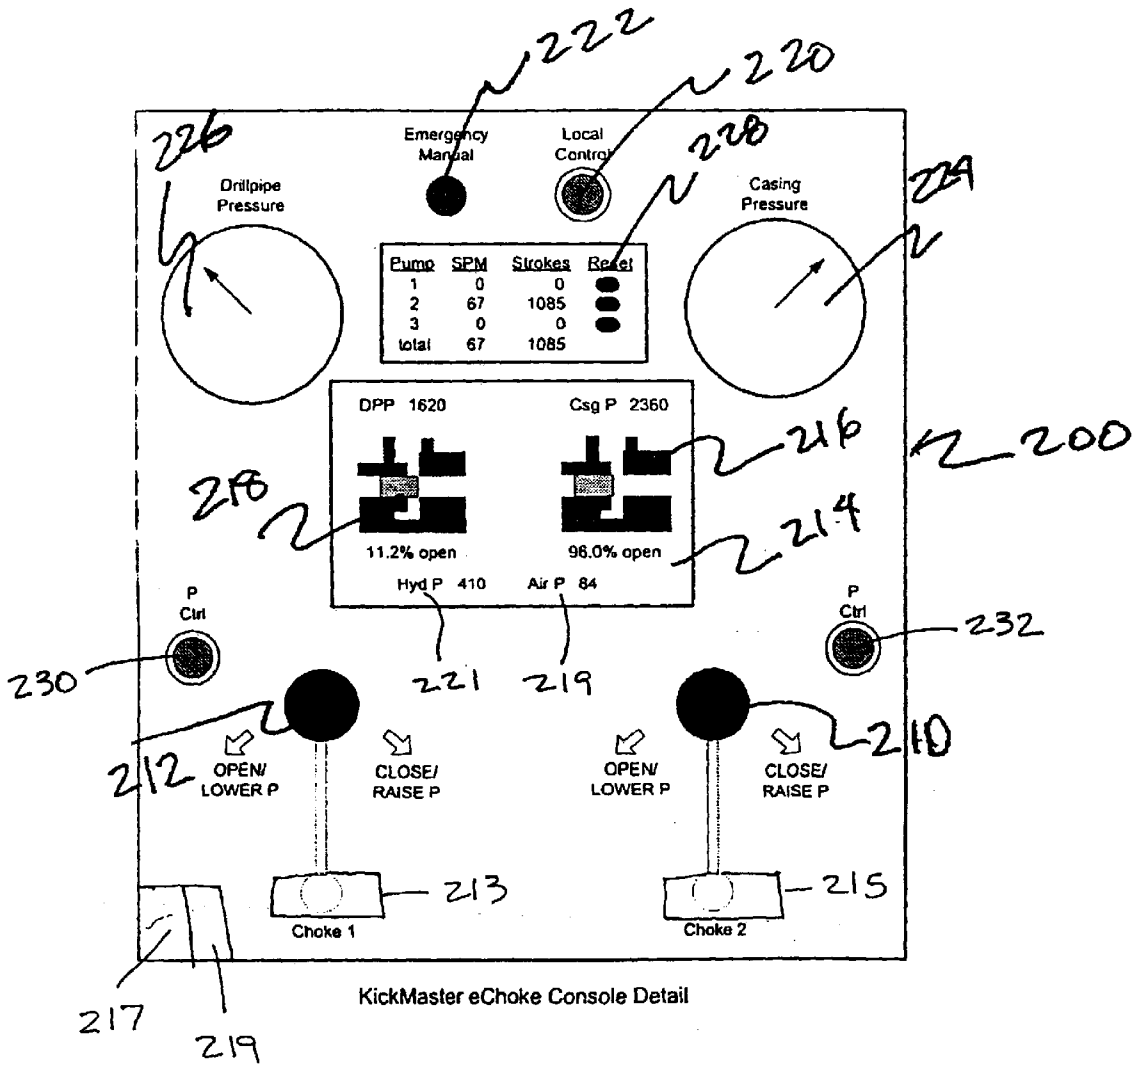 222
220
Emergency
Manual
Local
Control
228
226
224
Drillpipe
Pressure
Casing
Pressure
Pump SPM Strokes Reset
1 0 0
2 67 1085
3 0 0
total 67 1085
DPP 1620 Csg P 2360
216
200
218
214
11.2% open 96.0% open
Hyd P 410 Air P 84
P
Ctrl
P
Ctrl
230
221
219
232
212
210
OPEN/
LOWER P
CLOSE/
RAISE P
OPEN/
LOWER P
CLOSE/
RAISE P
213
215
Choke 1
Choke 2
KickMaster eChoke Console Detail
217
219